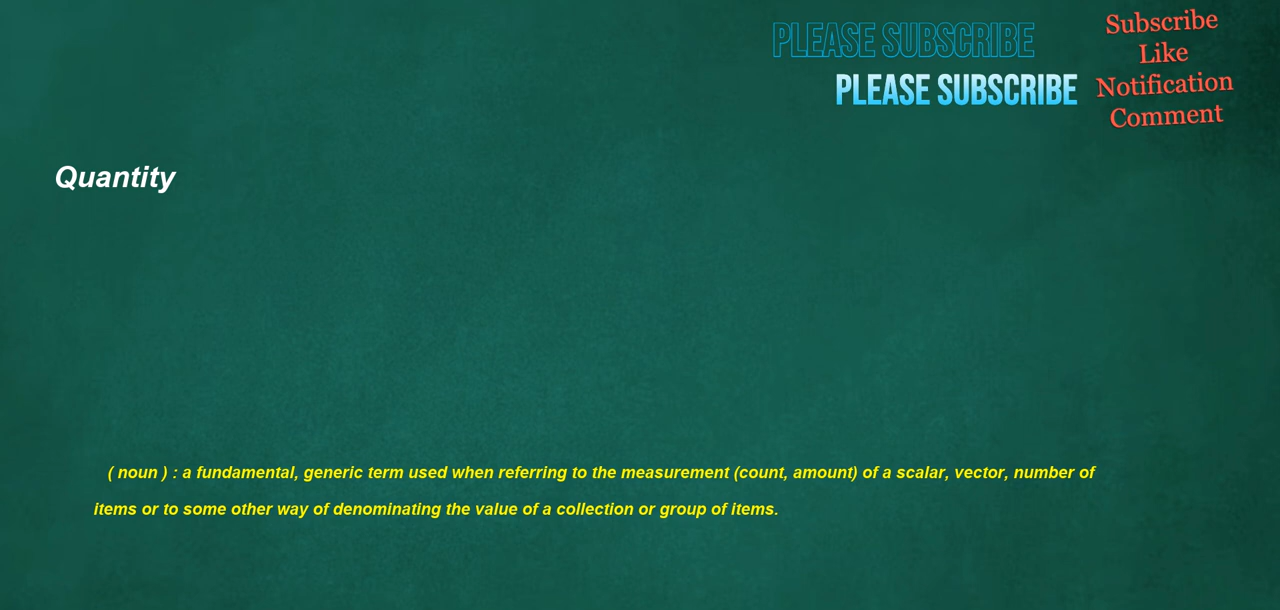 PLEASE SUBSCRIBE
PLEASE SUBSCRIBE
Subscribe
Like
Notification
Comment
Quantity
( noun ) : a fundamental, generic term used when referring to the measurement (count, amount) of a scalar, vector, number of
items or to some other way of denominating the value of a collection or group of items.